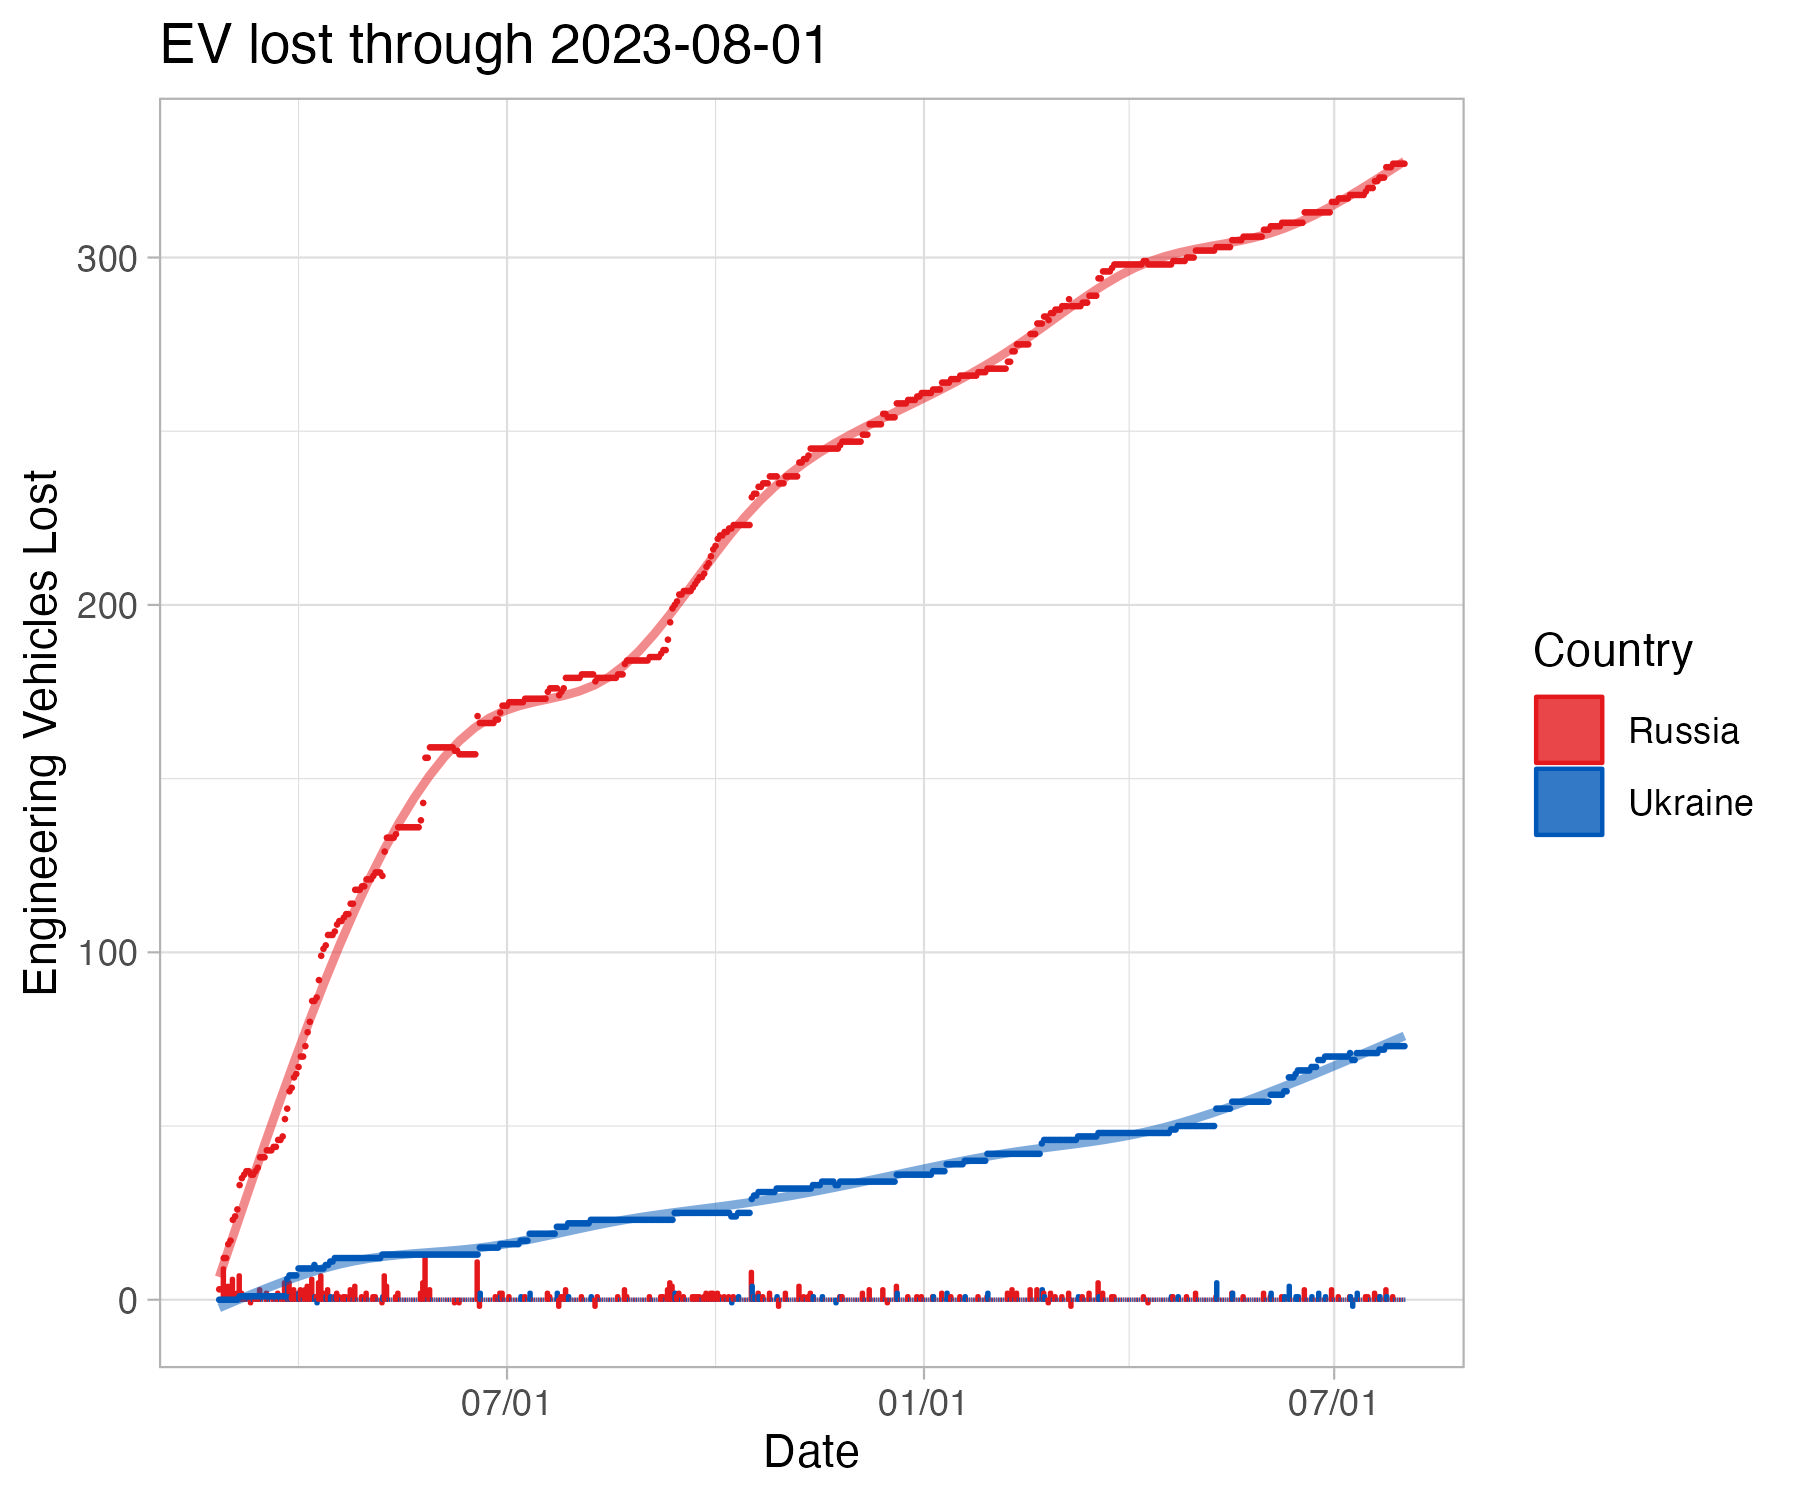 EV lost through 2023-08-01
Engineering Vehicles Lost
300
200
100
0
07/01
01/01
07/01
Date
Country
Russia
Ukraine